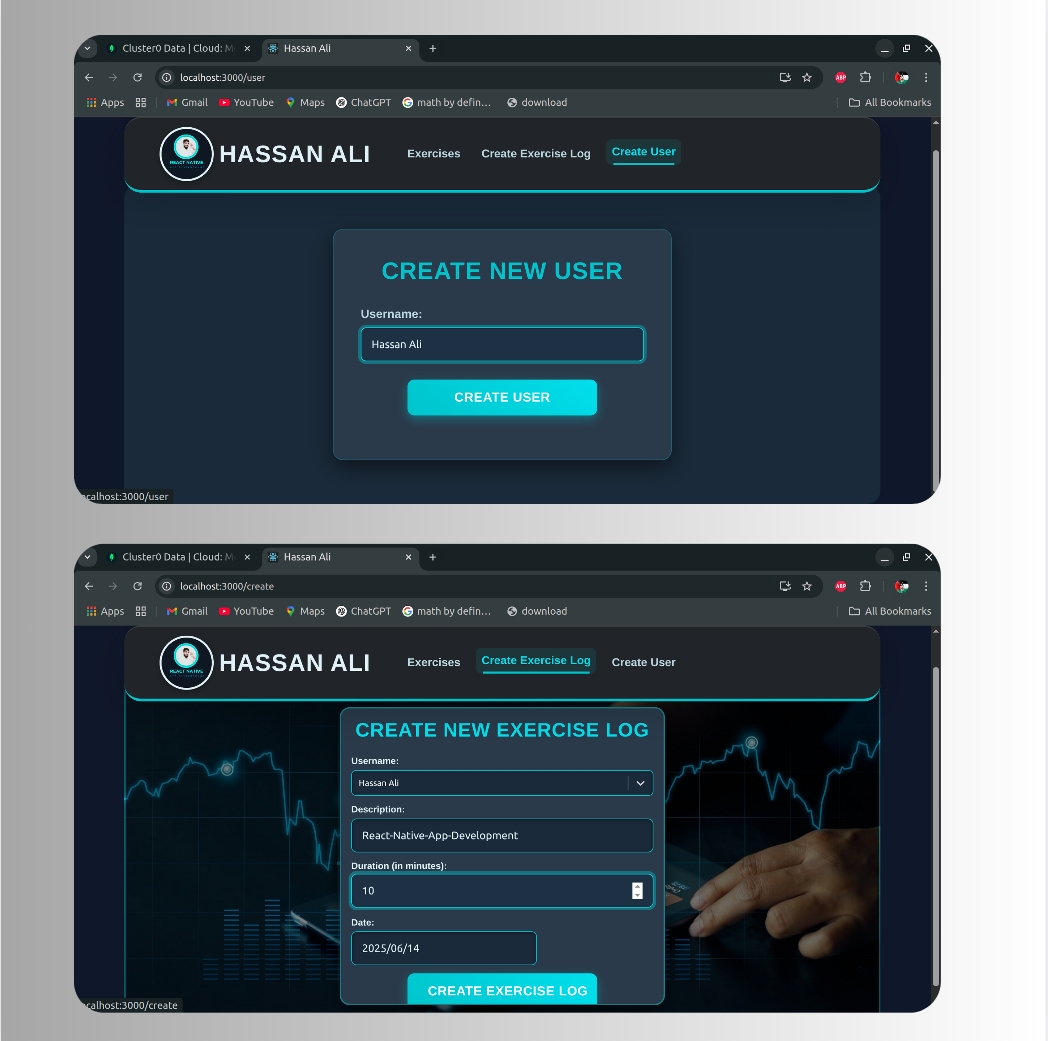 Cluster0 Data | Cloud: M
Hassan Ali
localhost:3000/user
Apps
Gmail
YouTube
Maps
ChatGPT
math by defin...
download
All Bookmarks
ABP
REACT NATIVE
HASSAN ALI
Exercises
Create Exercise Log
Create User
CREATE NEW USER
Username:
Hassan Ali
CREATE USER
calhost:3000/user
Cluster0 Data | Cloud: M
Hassan Ali
localhost:3000/create
ABP
Apps
Gmail
YouTube
Maps
ChatGPT
math by defin...
download
All Bookmarks
REACT NATIVE
HASSAN ALI
Exercises
Create Exercise Log
Create User
CREATE NEW EXERCISE LOG
Username:
Hassan Ali
Description:
React-Native-App-Development
Duration (in minutes):
10
Date:
2025/06/14
CREATE EXERCISE LOG
calhost:3000/create